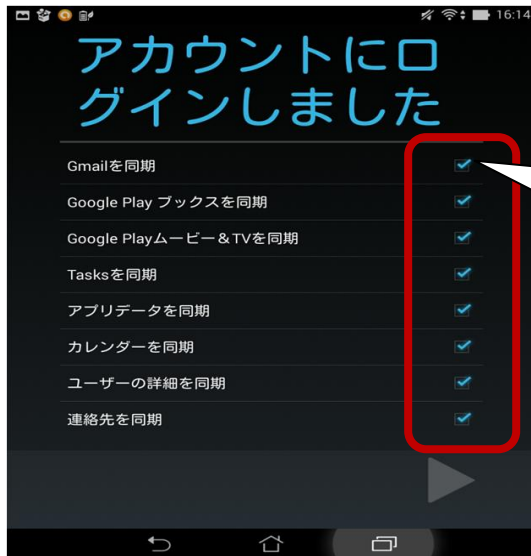 16:14
アカウントにロ
グインしました
Gmailを同期
Google Play ブックスを同期
Google Playムービー＆TVを同期
Tasksを同期
アプリデータを同期
カレンダーを同期
ユーザーの詳細を同期
連絡先を同期